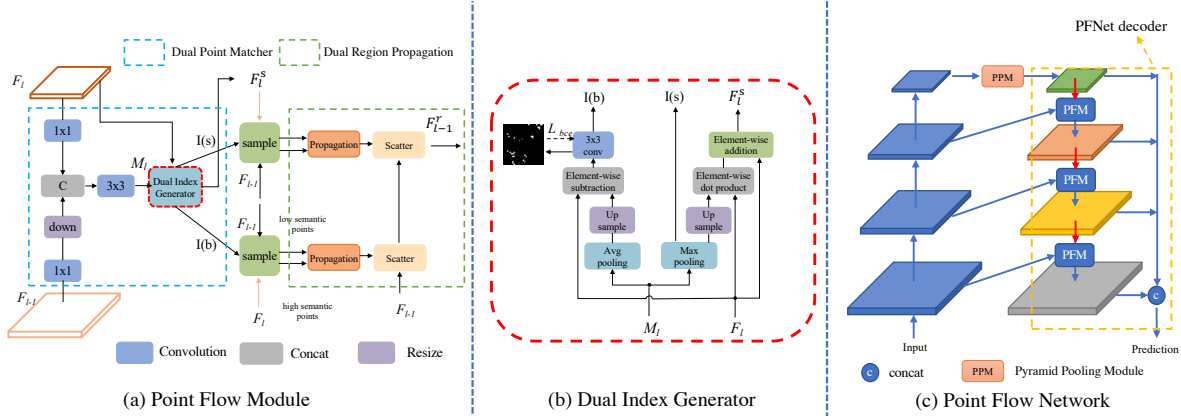 Dual Point Matcher
Dual Region Propagation
F_l
F_l^s
1x1
I(s)
sample
Propagation
Scatter
F_{l-1}^r
M_l
C
3x3
Dual Index
Generator
F_{l-1}
down
F_{l-1}
low semantic
points
I(b)
sample
Propagation
Scatter
1x1
F_{l-1}
F_l
high semantic
points
F_{l-1}
Convolution
Concat
Resize
(a) Point Flow Module
I(b)
I(s)
F_l^s
L_{bce}
3x3
conv
Element-wise
addition
Element-wise
subtraction
Element-wise
dot product
Up
sample
Up
sample
Avg
pooling
Max
pooling
M_l
F_l
(b) Dual Index Generator
PFNet decoder
PPM
PFM
PFM
PFM
c
Input
Prediction
c
concat
PPM
Pyramid Pooling Module
(c) Point Flow Network